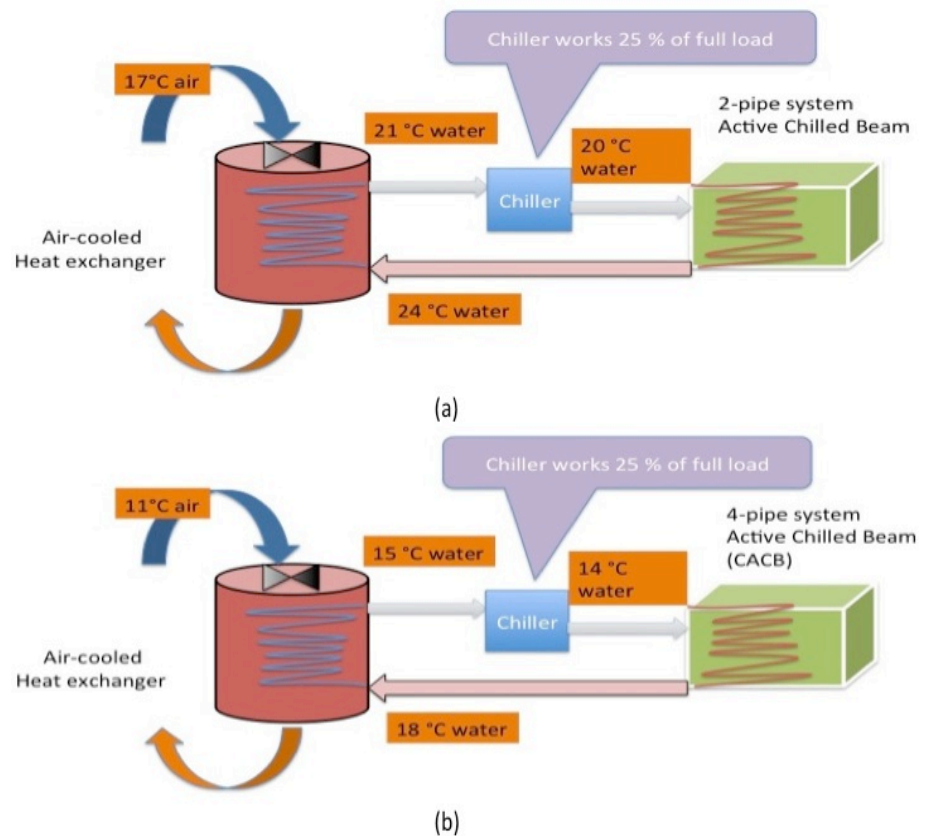 Chiller works 25 % of full load
17°C air
21 °C water
2-pipe system
Active Chilled Beam
20 °C
water
Chiller
Air-cooled
Heat exchanger
24 °C water
(a)
Chiller works 25 % of full load
11°C air
15 °C water
4-pipe system
Active Chilled Beam
(CACB)
14 °C
water
Chiller
Air-cooled
Heat exchanger
18 °C water
(b)